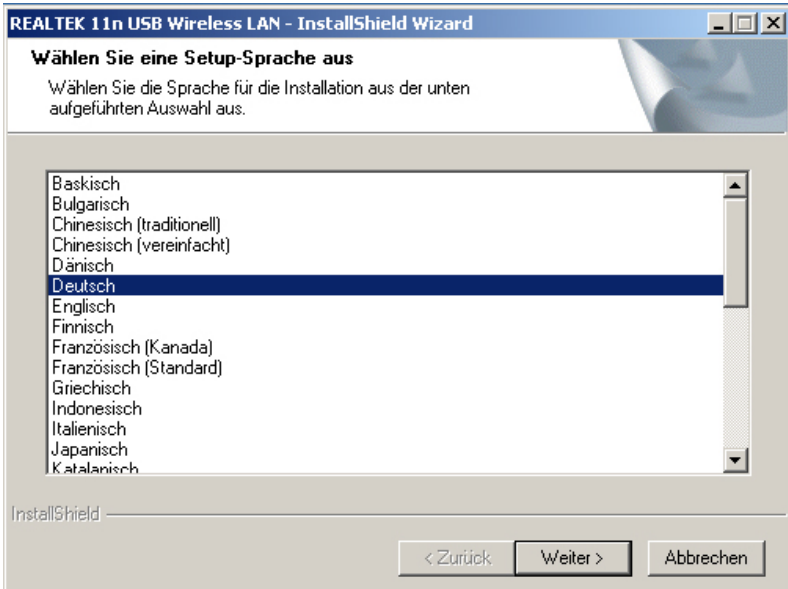 REALTEK 11n USB Wireless LAN - InstallShield Wizard
Wählen Sie eine Setup-Sprache aus
Wählen Sie die Sprache für die Installation aus der unten
aufgeführten Auswahl aus.
Baskisch
Bulgarisch
Chinesisch (traditionell)
Chinesisch (vereinfacht)
Dänisch
Deutsch
Englisch
Finnisch
Französisch (Kanada)
Französisch (Standard)
Griechisch
Indonesisch
Italienisch
Japanisch
Katalanisch
InstallShield
< Zurück
Weiter >
Abbrechen